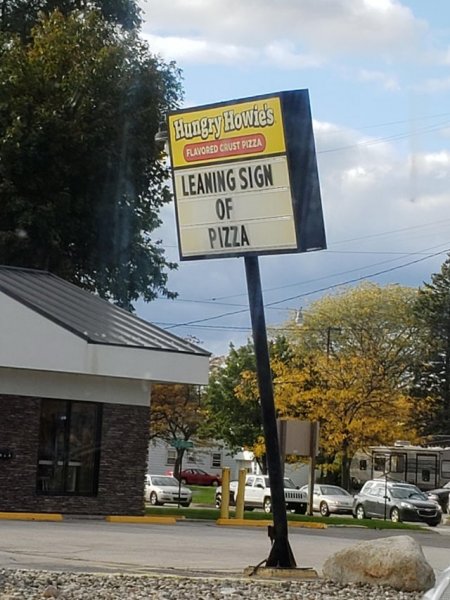 Hungry Howie's
FLAVORED CRUST PIZZA
LEANING SIGN
OF
PIZZA